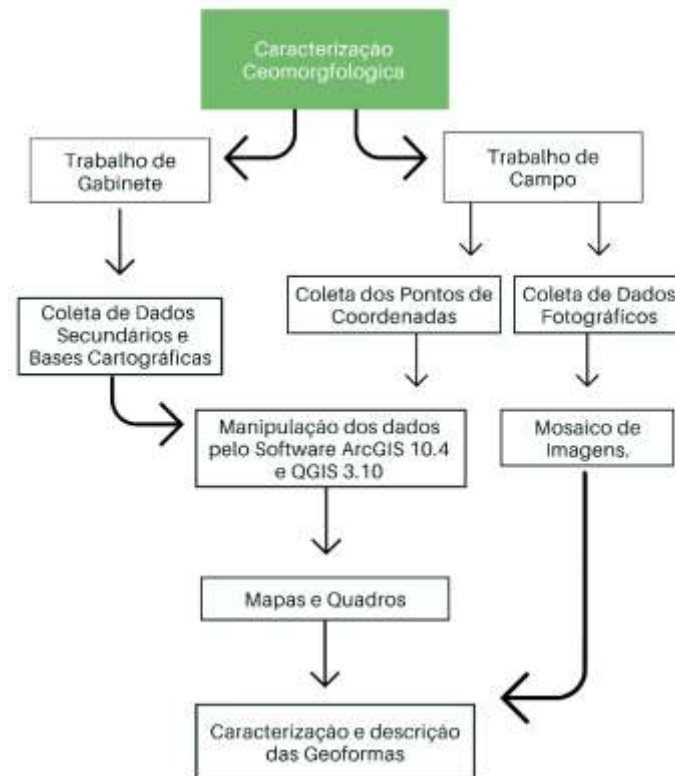 Caracterização
Ceomorgfologica
Trabalho de
Gabinete
Trabalho de
Campo
Coleta de Dados
Secundários e
Bases Cartográficas
Coleta dos Pontos de
Coordenadas
Coleta de Dados
Fotográficos
Manipulação dos dados
pelo Software ArcGIS 10.4
e QGIS 3.10
Mosaico de
Imagens.
Mapas e Quadros
Caracterização e descrição
das Geoformas